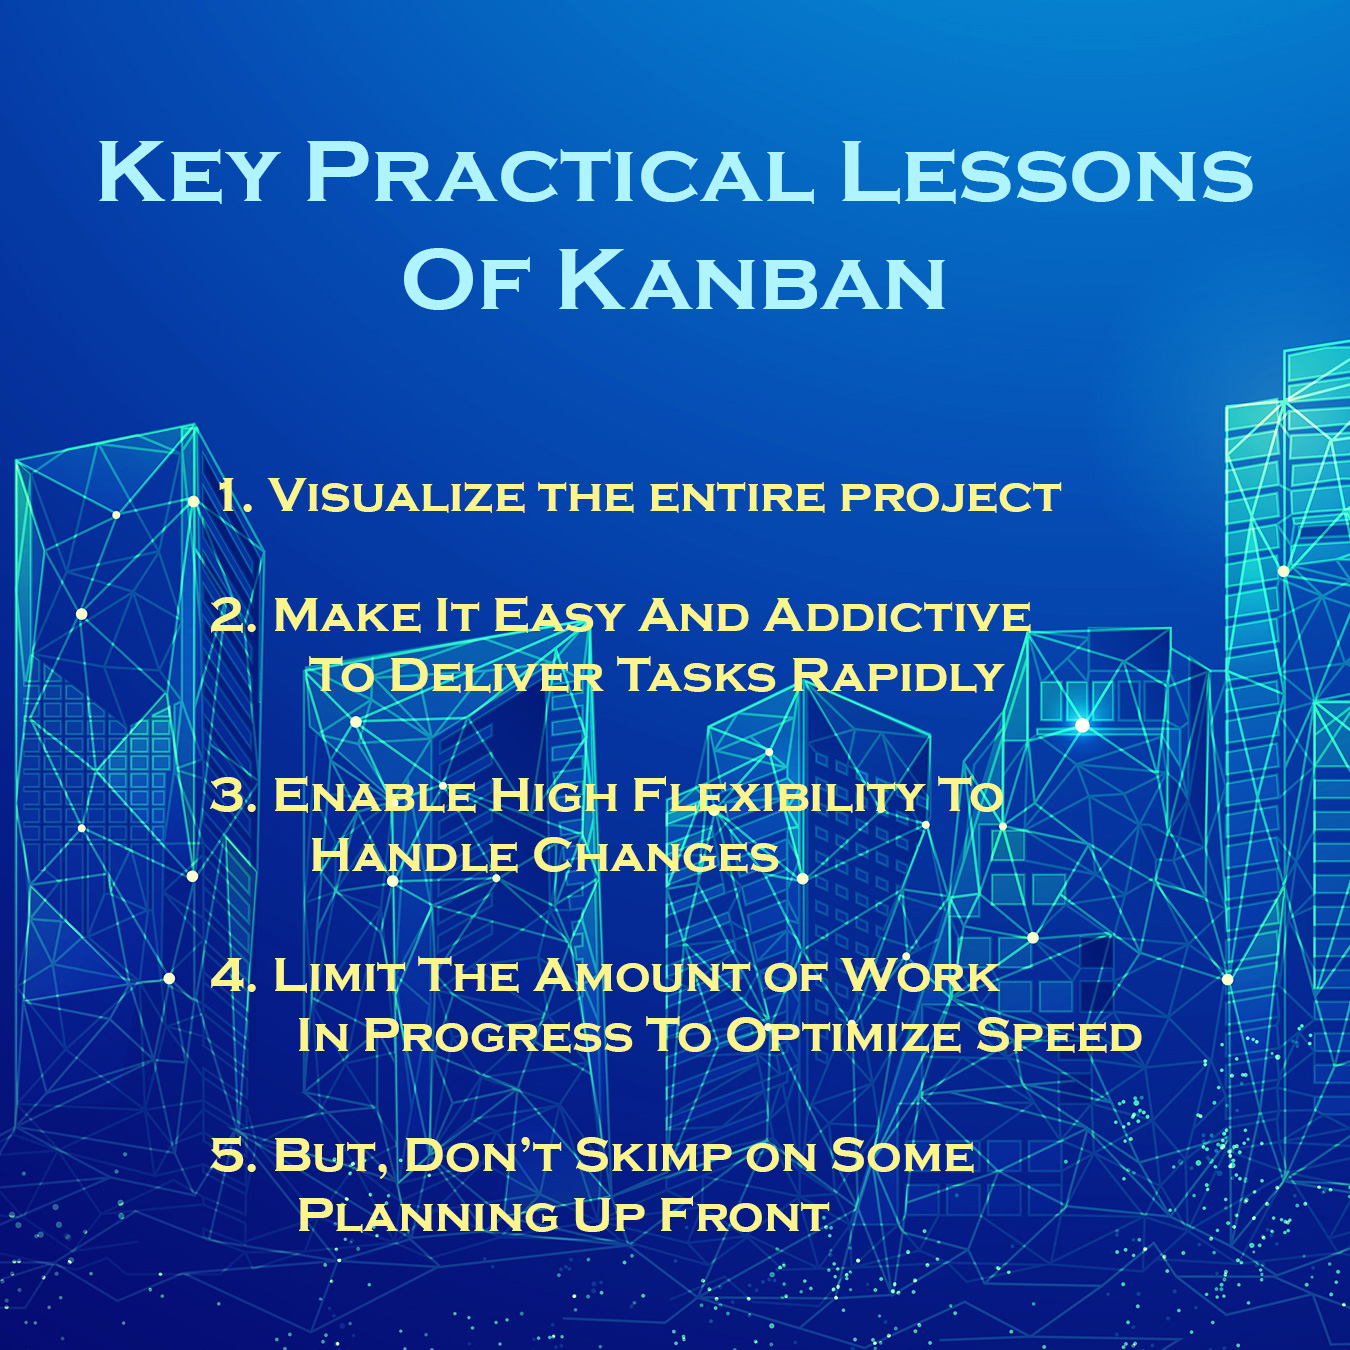 Key Practical Lessons
Of Kanban
1. Visualize the entire project
2. Make It Easy And Addictive
To Deliver Tasks Rapidly
3. Enable High Flexibility To
Handle Changes
4. Limit The Amount of Work
In Progress To Optimize Speed
5. But, Don’t Skimp on Some
Planning Up Front